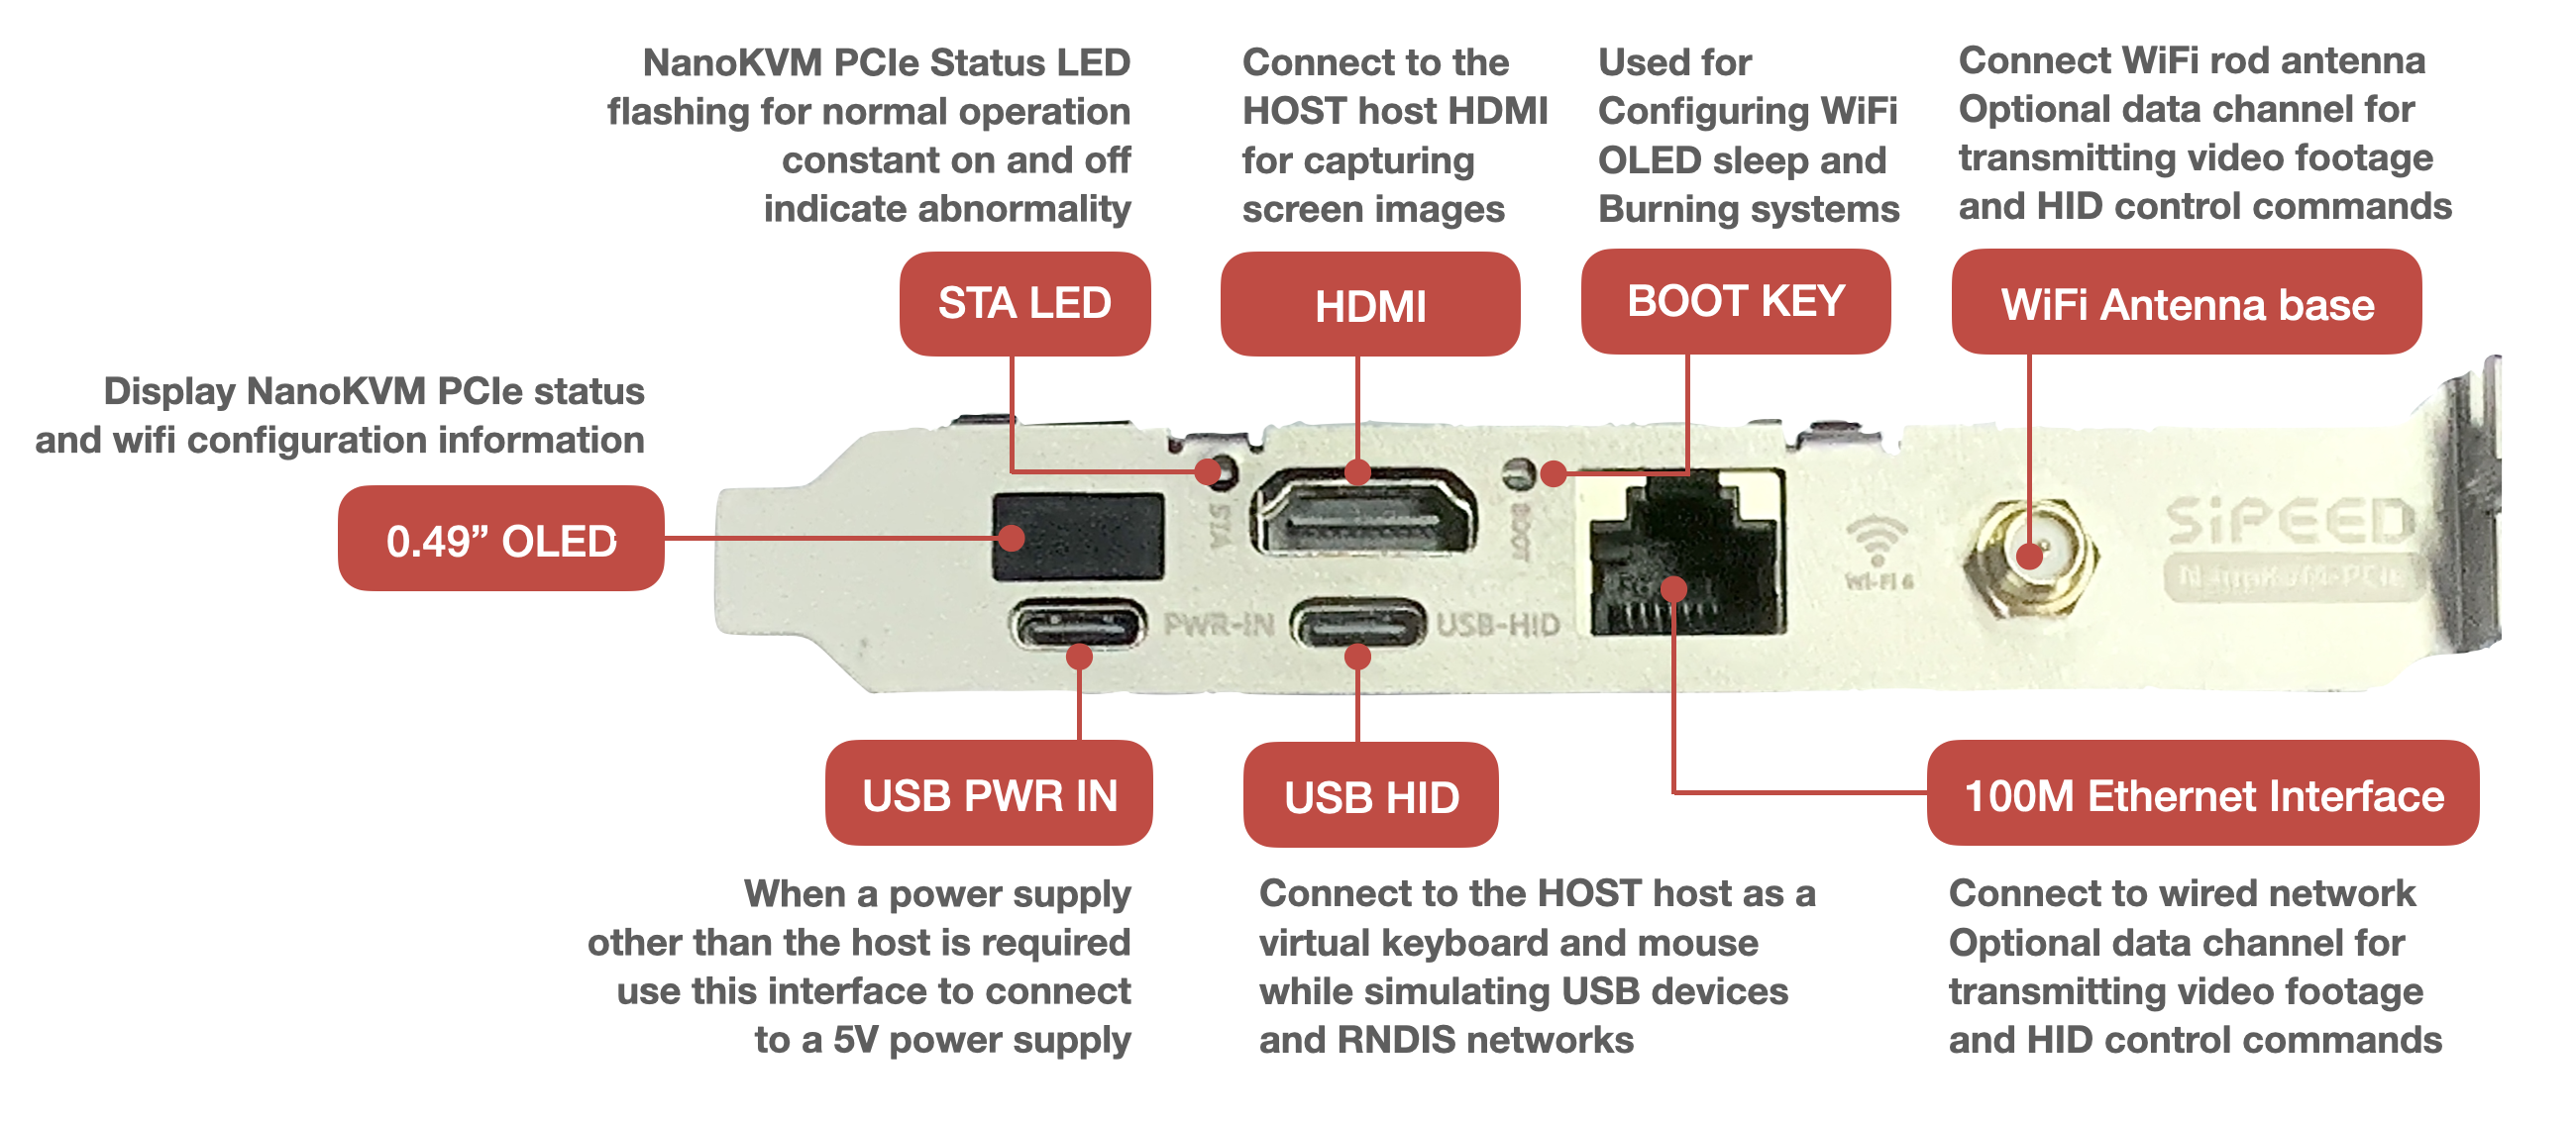 NanoKVM PCIe Status LED
flashing for normal operation
constant on and off
indicate abnormality
STA LED
Connect to the
HOST host HDMI
for capturing
screen images
HDMI
Used for
Configuring WiFi
OLED sleep and
Burning systems
BOOT KEY
Connect WiFi rod antenna
Optional data channel for
transmitting video footage
and HID control commands
WiFi Antenna base
Display NanoKVM PCIe status
and wifi configuration information
0.49” OLED
STA
BOOT
PWR-IN
USB-HID
Wi-Fi 6
SiPEED
NanoKVM-PCIe
USB PWR IN
When a power supply
other than the host is required
use this interface to connect
to a 5V power supply
USB HID
Connect to the HOST host as a
virtual keyboard and mouse
while simulating USB devices
and RNDIS networks
100M Ethernet Interface
Connect to wired network
Optional data channel for
transmitting video footage
and HID control commands